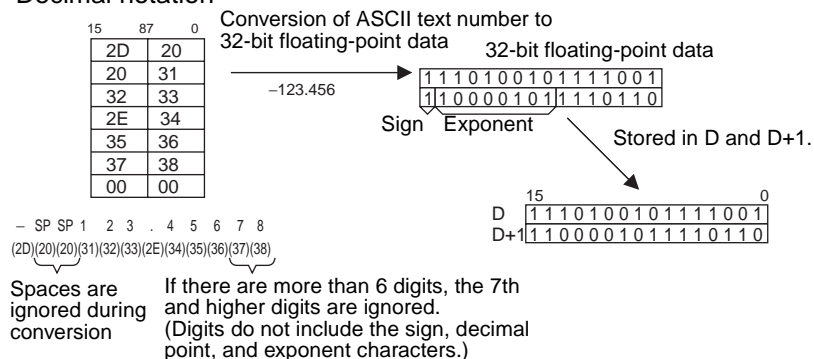 Decimal notation
Conversion of ASCII text number to
32-bit floating-point data
15 87 0
2D 20
20 31
32 33
2E 34
35 36
37 38
00 00
−123.456
32-bit floating-point data
1 1 1 0 1 0 0 1 0 1 1 1 1 0 0 1
1 1 0 0 0 0 1 0 1 1 1 1 0 1 1 0
Sign Exponent
Stored in D and D+1.
15 0
D 1 1 1 0 1 0 0 1 0 1 1 1 1 0 0 1
D+1 1 1 0 0 0 0 1 0 1 1 1 1 0 1 1 0
− SP SP 1 2 3 . 4 5 6 7 8
(2D)(20)(20)(31)(32)(33)(2E)(34)(35)(36)(37)(38)
Spaces are
ignored during
conversion
If there are more than 6 digits, the 7th
and higher digits are ignored.
(Digits do not include the sign, decimal
point, and exponent characters.)